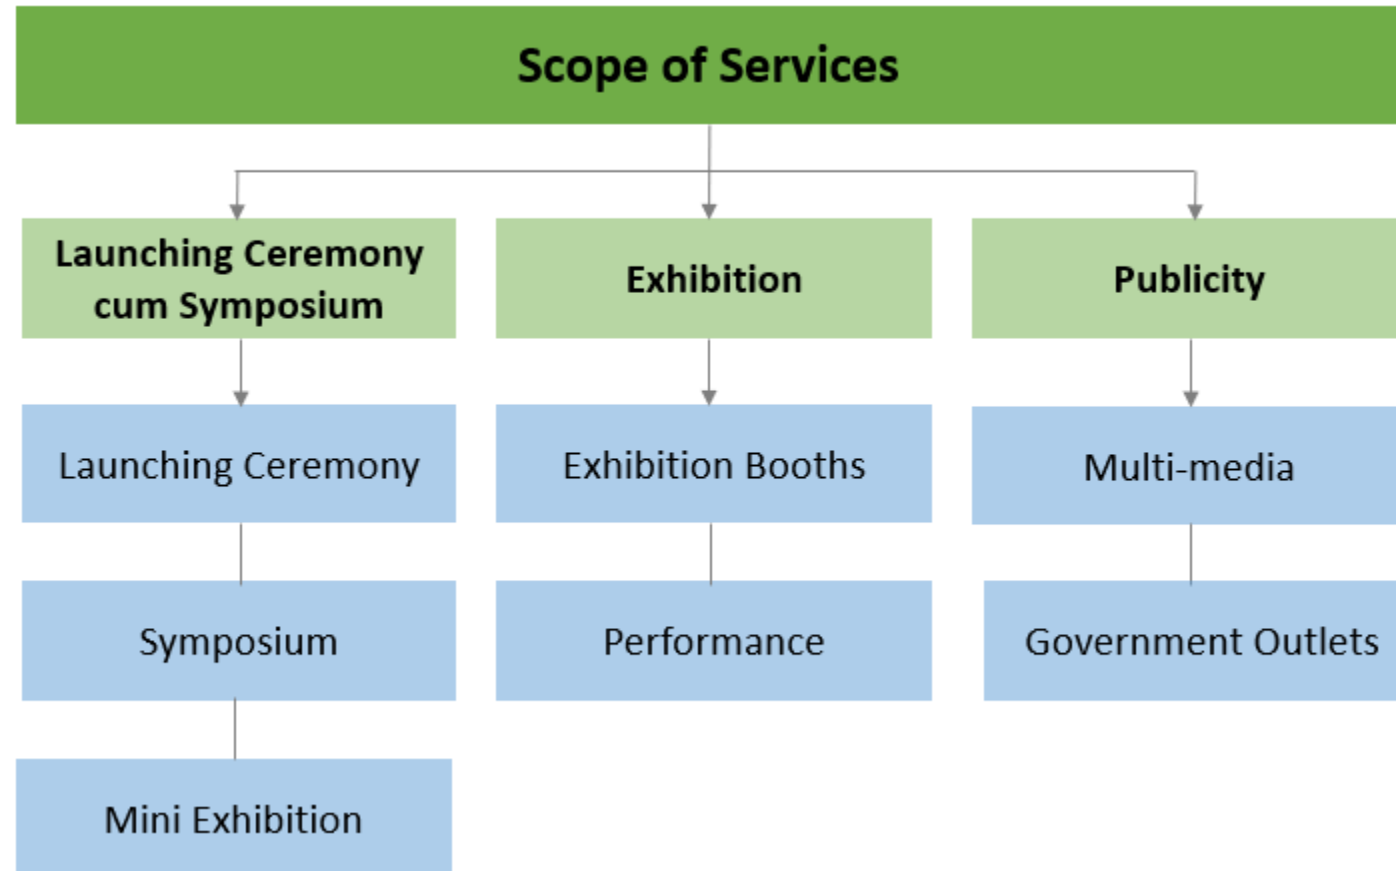 Scope of Services
Launching Ceremony
cum Symposium
Exhibition
Publicity
Launching Ceremony
Exhibition Booths
Multi-media
Symposium
Performance
Government Outlets
Mini Exhibition